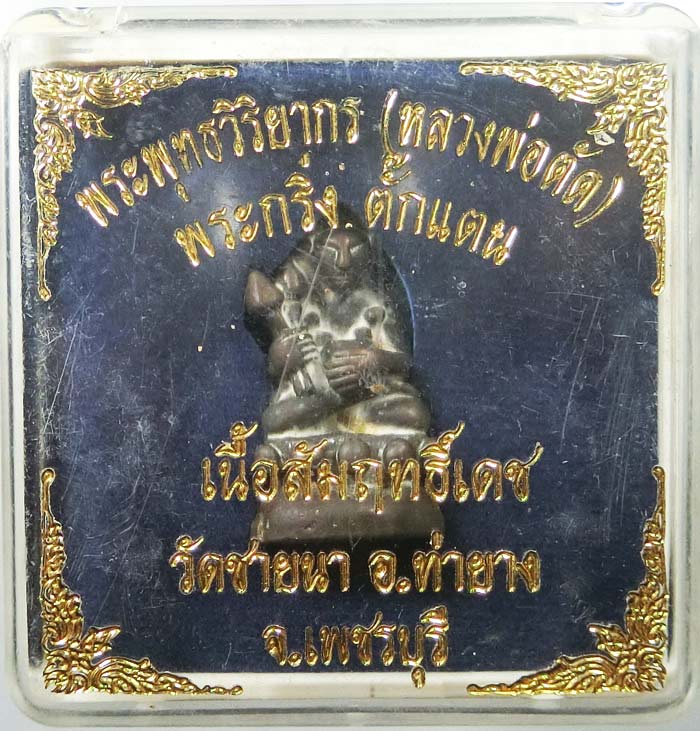 พระพุทธวิริยากร (หลวงพ่อตัด)
พระกริ่ง ตั๊กแตน
เนื้อสัมฤทธิ์เดช
วัดชายนา อ.ท่ายาง
จ.เพชรบุรี